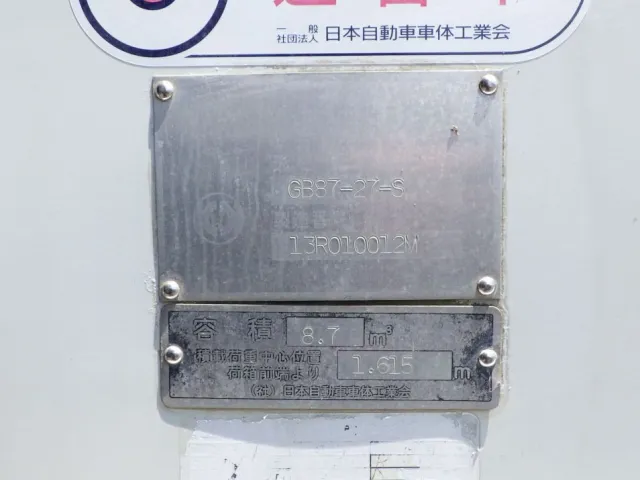 一般
社団法人 日本自動車車体工業会
GB87-27-S
13R010012M
容積 8.7 m³
積載荷重中心位置
荷箱前端より 1.615 m
(社)日本自動車車体工業会